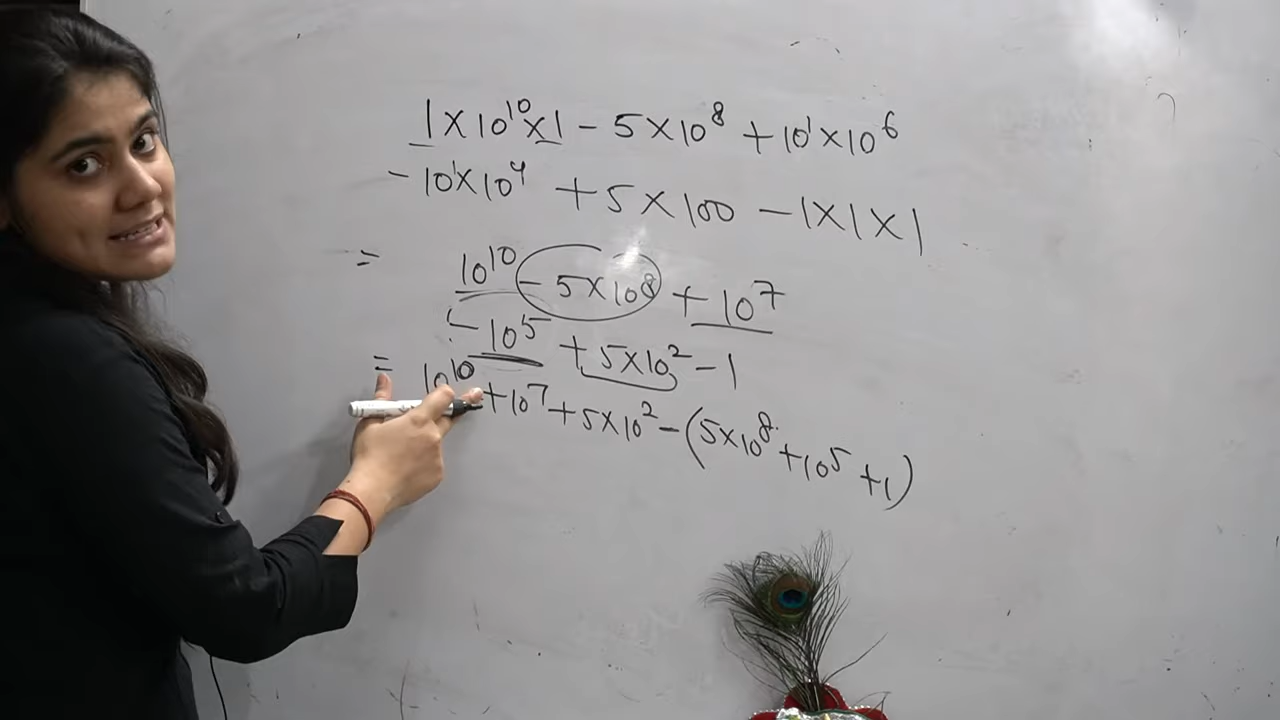 1×10¹⁰×1 - 5×10⁸ + 10¹×10⁶
- 10¹×10⁴ + 5×100 - 1×1×1
= 10¹⁰ - 5×10⁸ + 10⁷
- 10⁵ + 5×10² - 1
= 10¹⁰ + 10⁷ + 5×10² - (5×10⁸ + 10⁵ + 1)